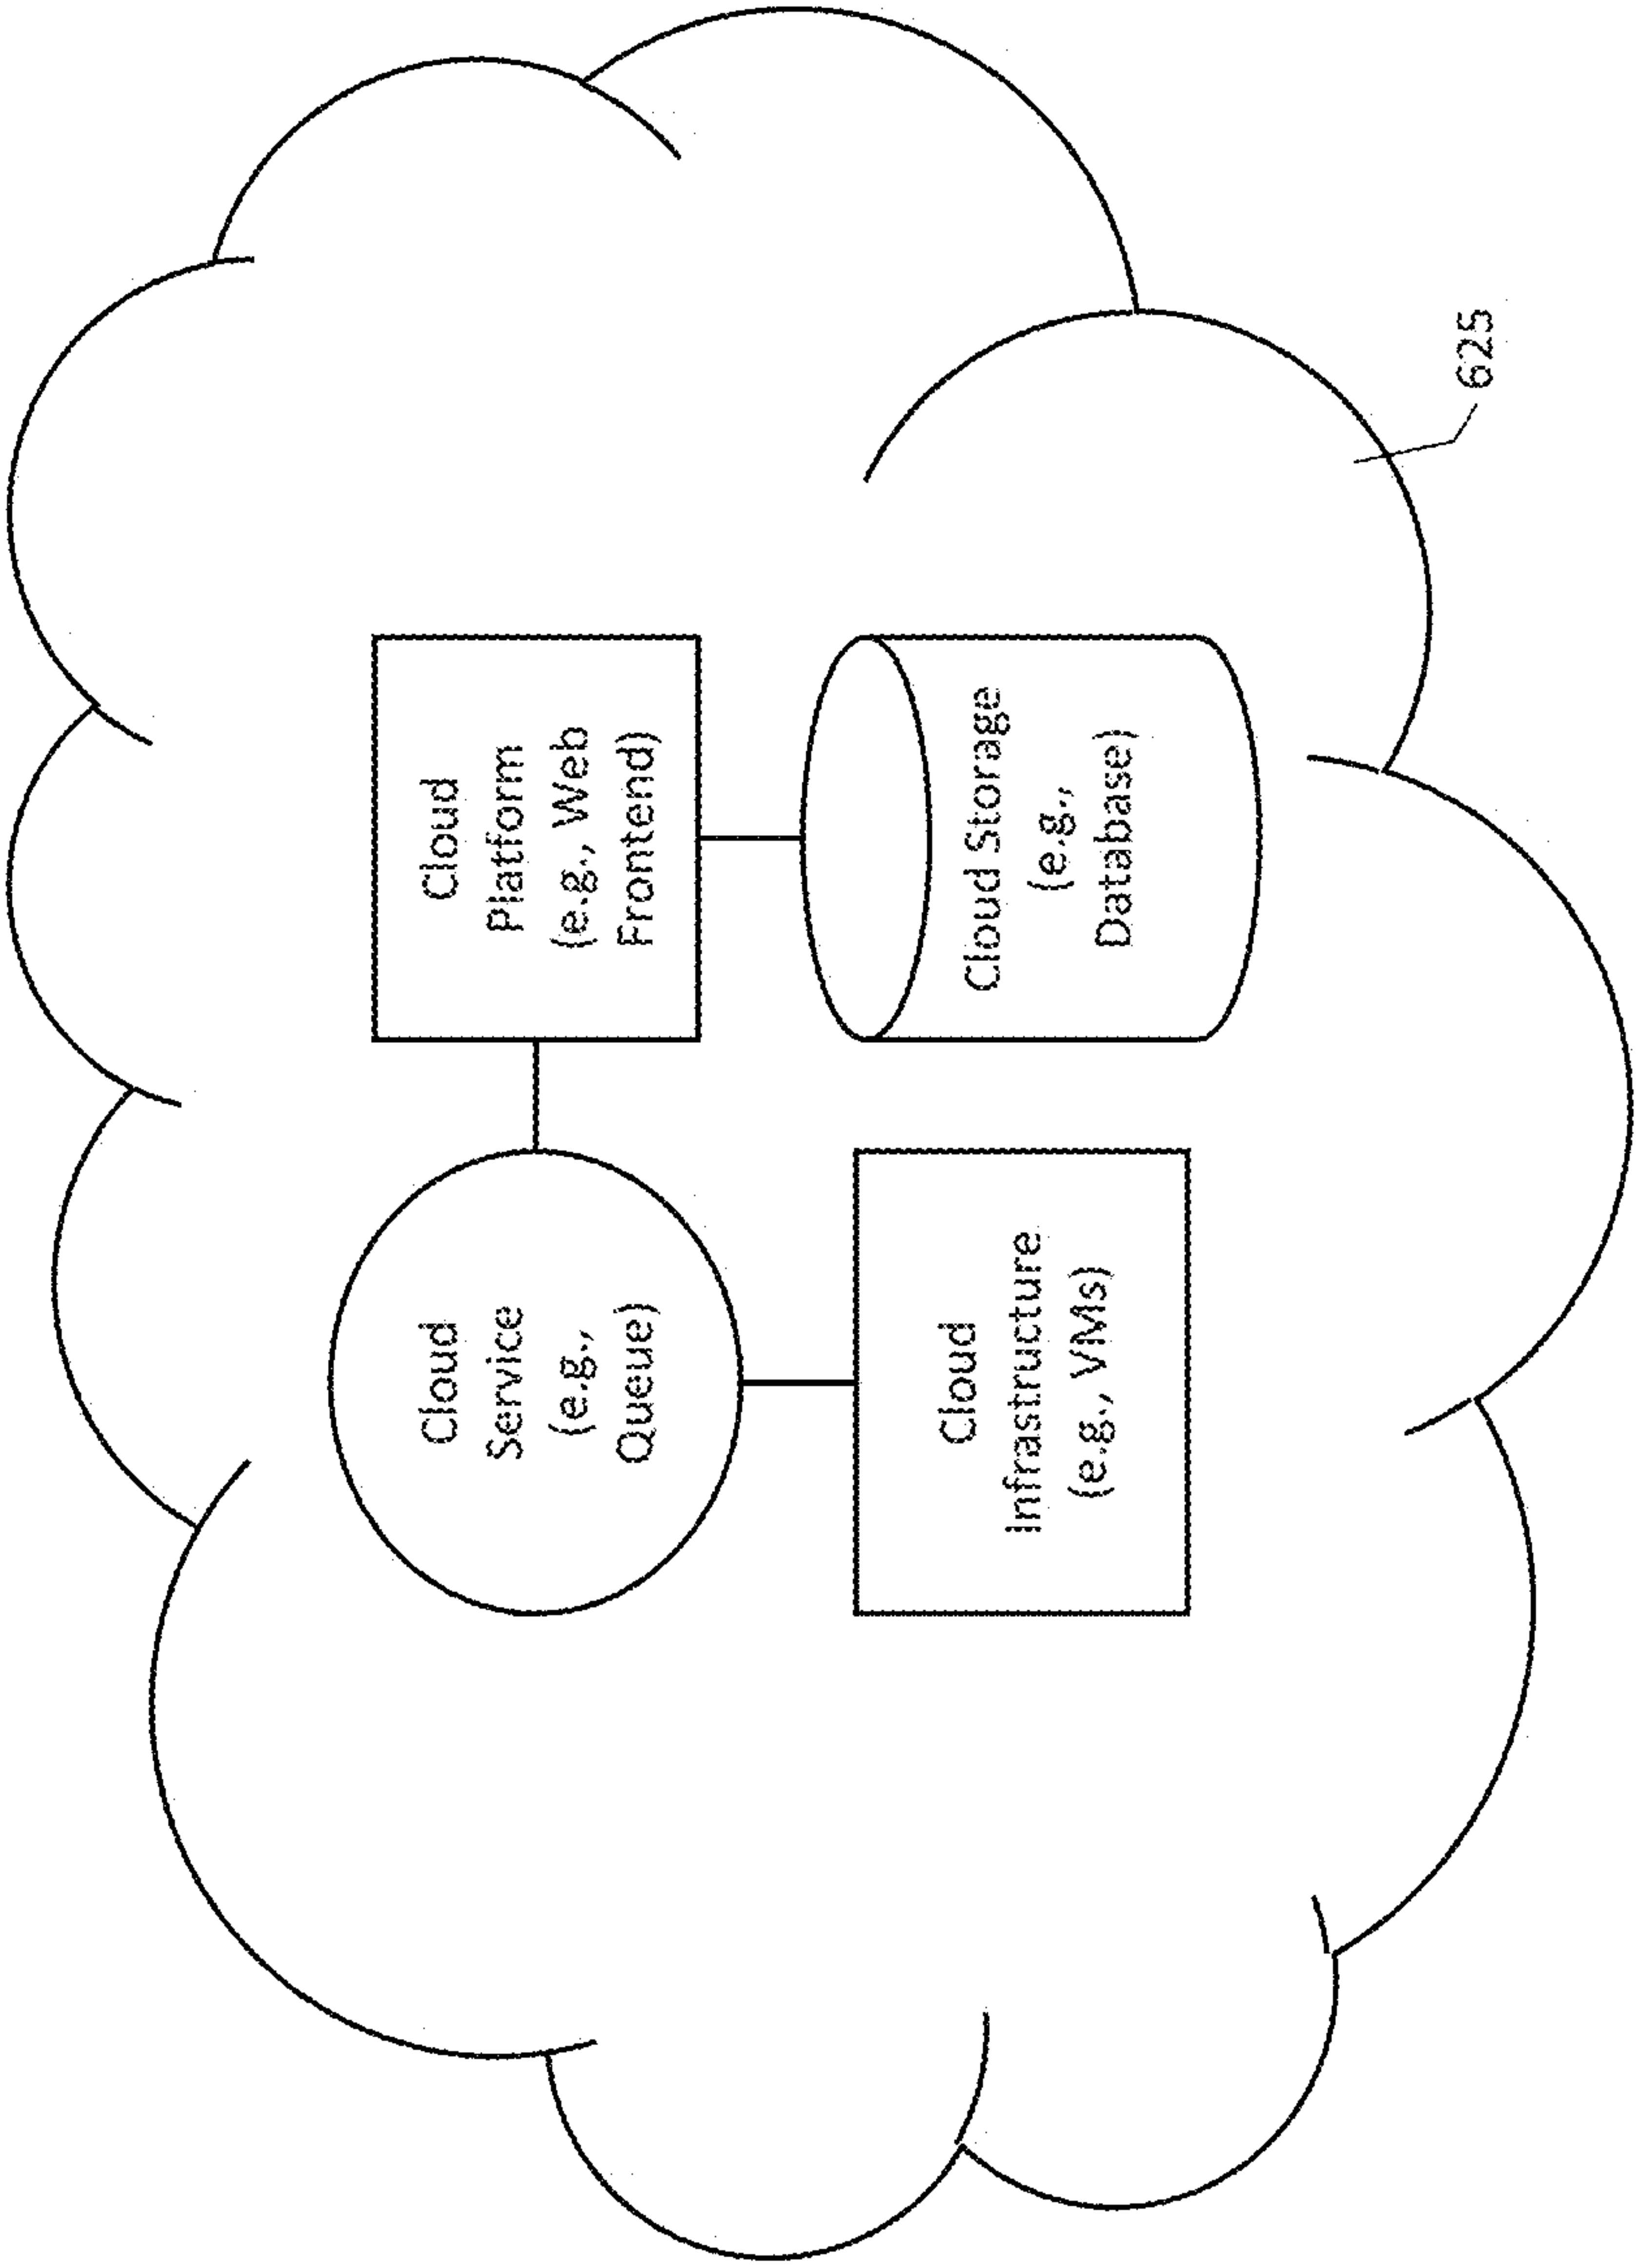 Cloud
Service
(e.g.,
Queue)
Cloud
Platform
(e.g., Web
Frontend)
Cloud
Infrastructure
(e.g., VMs)
Cloud Storage
(e.g.,
Database)
625